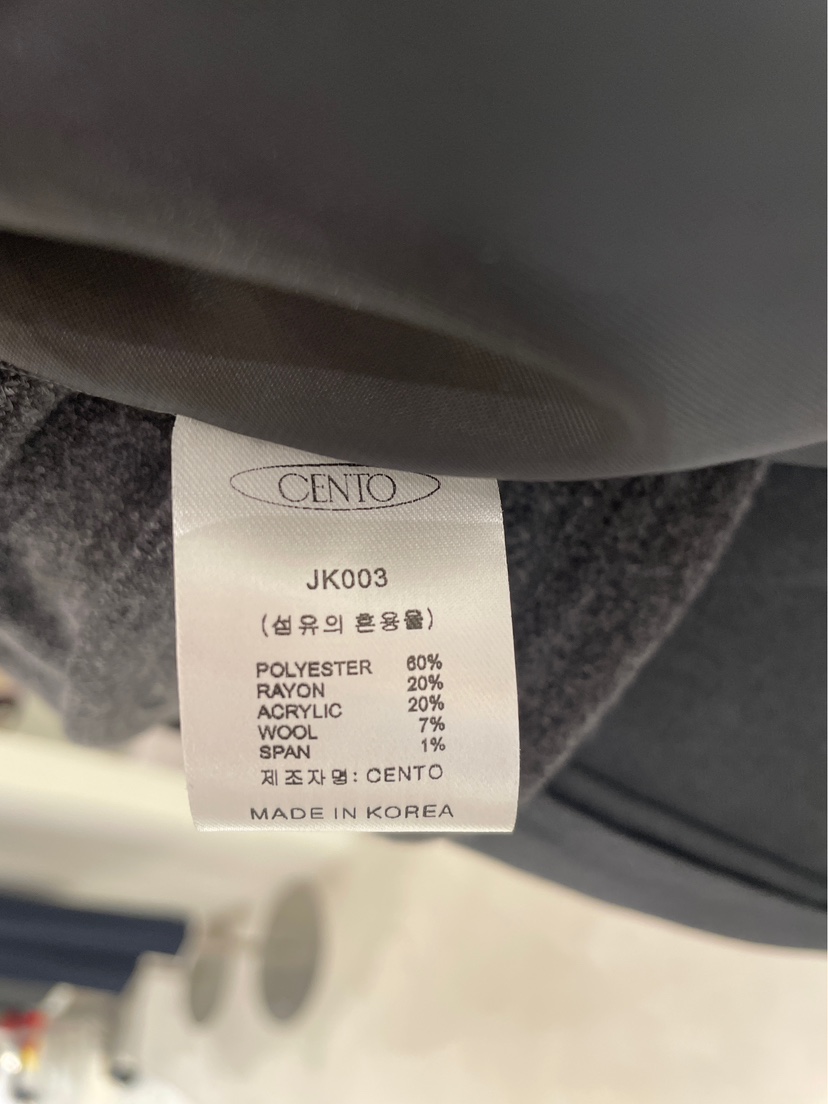 CENTO
JK003
(섬유의 혼용율)
POLYESTER 60%
RAYON 20%
ACRYLIC 20%
WOOL 7%
SPAN 1%
제조자명: CENTO
MADE IN KOREA